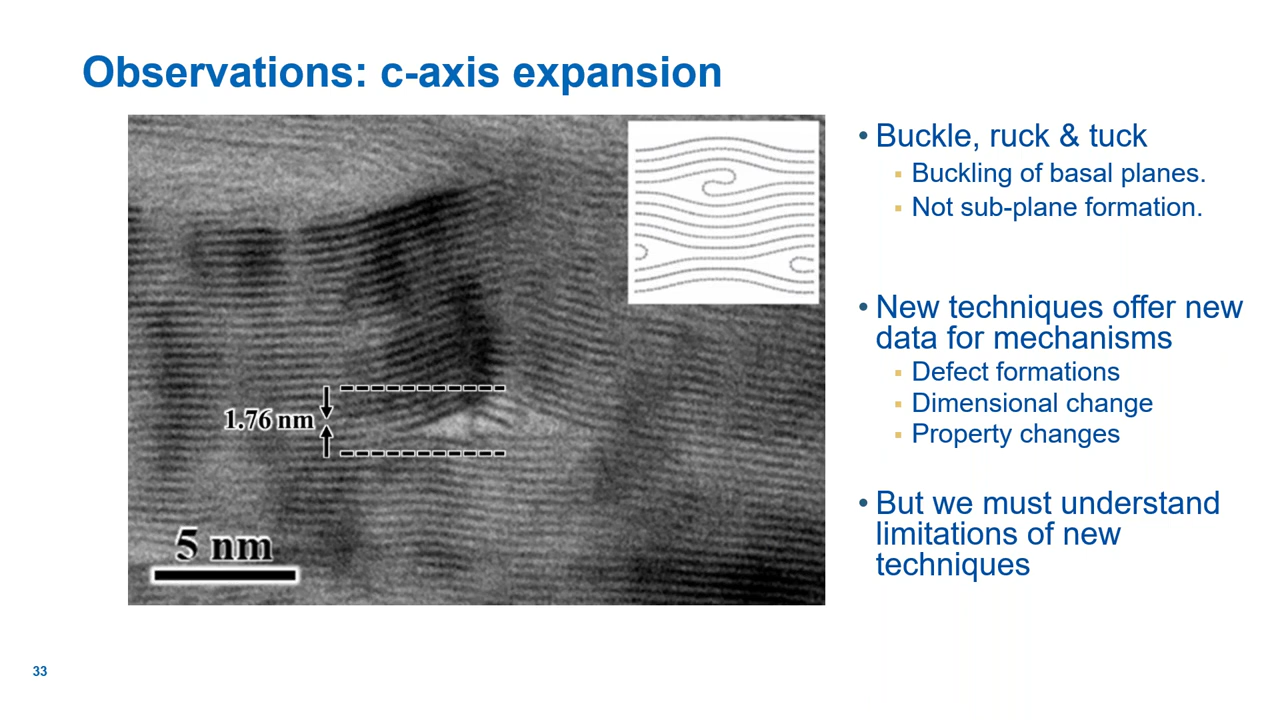 Observations: c-axis expansion
1.76 nm
5 nm
• Buckle, ruck & tuck
▪ Buckling of basal planes.
▪ Not sub-plane formation.
• New techniques offer new
data for mechanisms
▪ Defect formations
▪ Dimensional change
▪ Property changes
• But we must understand
limitations of new
techniques
33